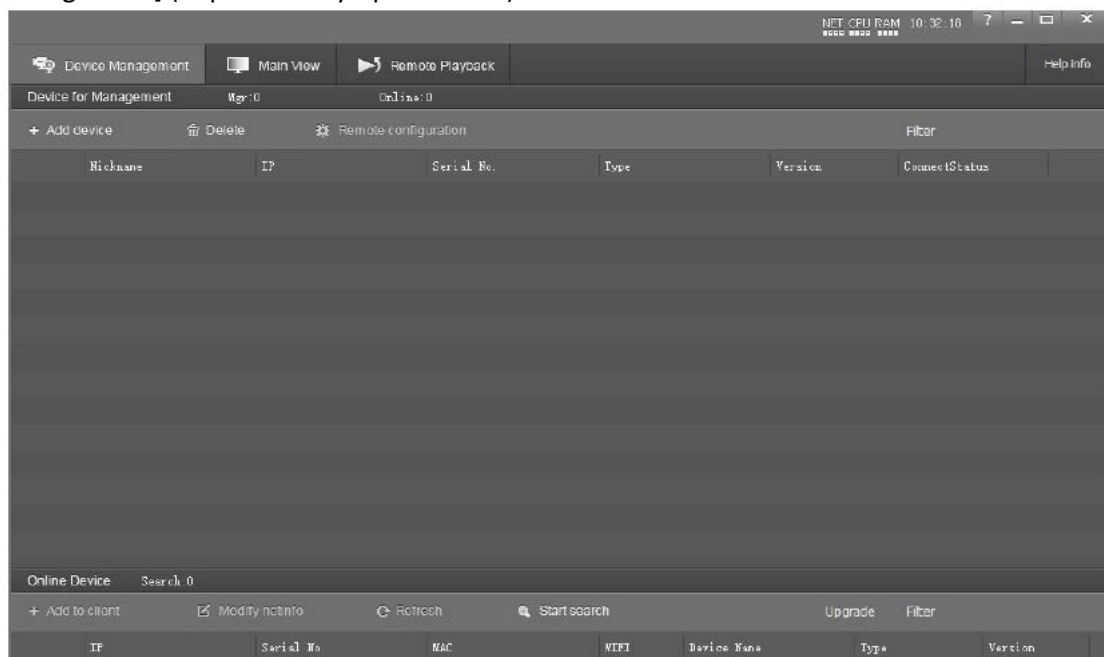 NET CPU RAM 10:32:18 ? — X
Device Management Main View Remote Playback Help Info
Device for Management Mgr:0 Online:0
+ Add device Delete Remote configuration Filter
Nickname IP Serial No. Type Version ConnectStatus
Online Device Search:0
+ Add to client Modify netinfo Refresh Start search Upgrade Filter
IP Serial No MAC WIFI Device Name Type Version